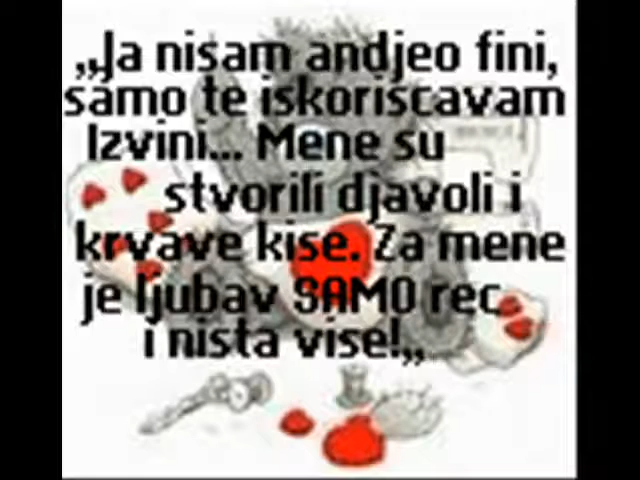 „Ja nisam andjeo fini,
samo te iskoriscavam
Izvini... Mene su
stvorili djavoli i
krvave kise. Za mene
je ljubav SAMO rec
i nista vise!„